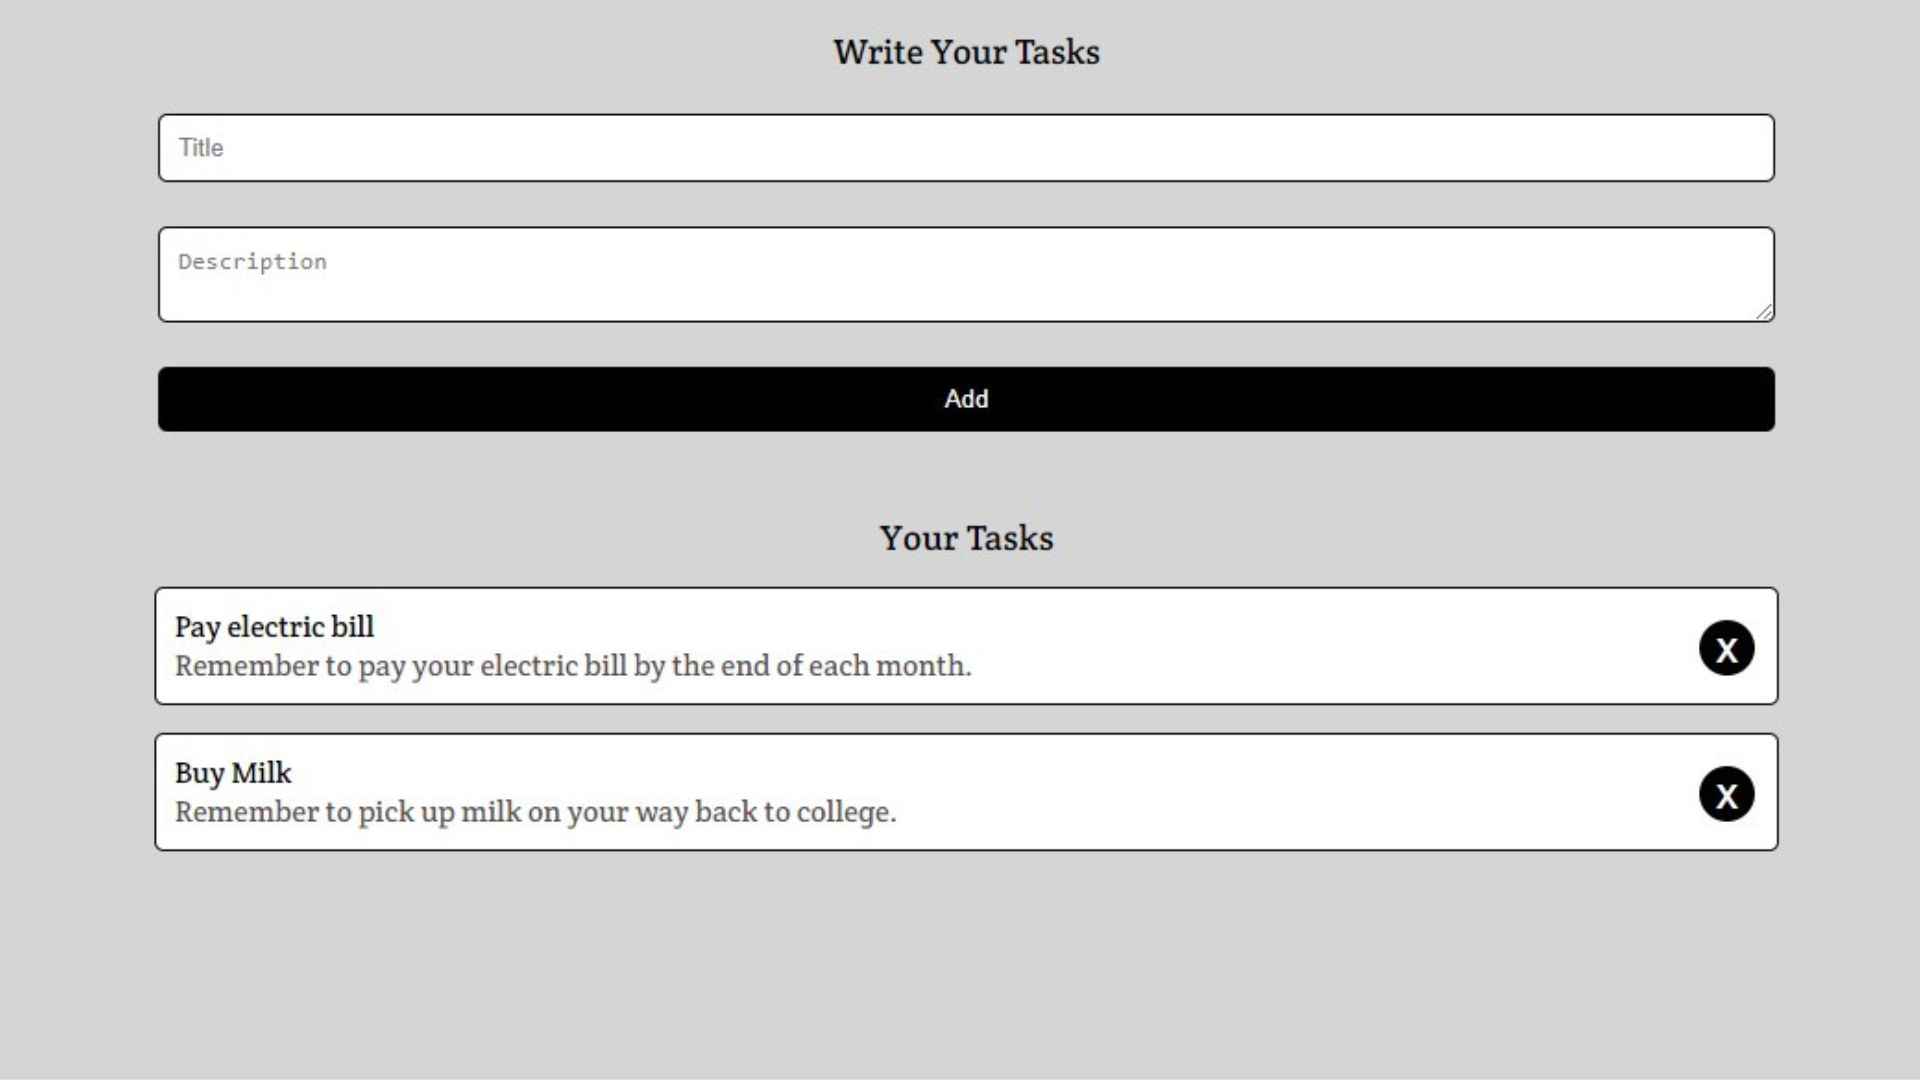 Write Your Tasks
Title
Description
Add
Your Tasks
Pay electric bill
Remember to pay your electric bill by the end of each month.
X
Buy Milk
Remember to pick up milk on your way back to college.
X